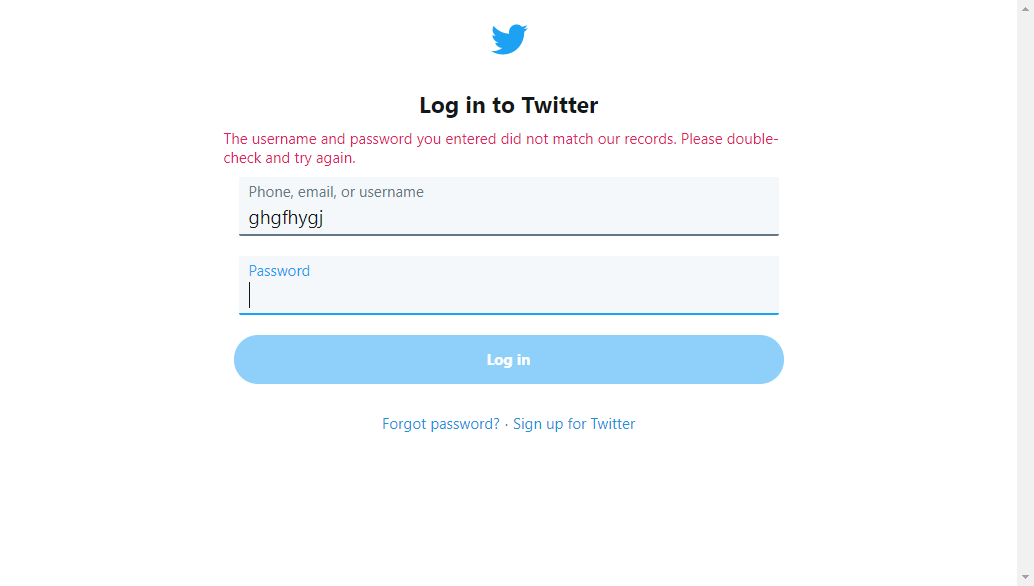 Log in to Twitter
The username and password you entered did not match our records. Please double-
check and try again.
Phone, email, or username
ghgfhygj
Password
Log in
Forgot password? · Sign up for Twitter